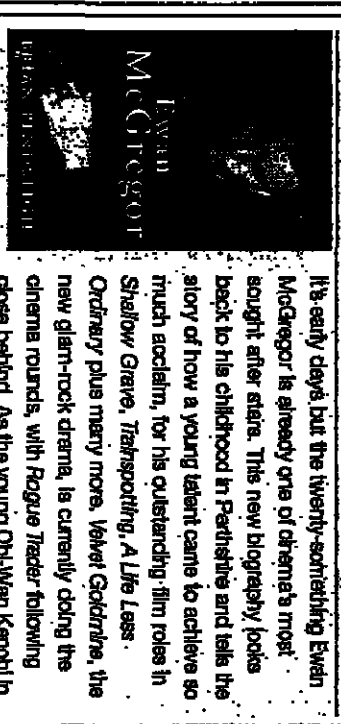 Ewan
McGregor
BRIAN PENDREIGH
It's early days but the twenty-something Ewan
McGregor is already one of cinema's most
sought after stars. This new biography looks
back to his childhood in Perthshire and tells the
story of how a young talent came to achieve so
much acclaim, for his outstanding film roles in
Shallow Grave, Trainspotting, A Life Less
Ordinary plus many more. Velvet Goldmine, the
new glam-rock drama, is currently doing the
cinema rounds, with Rogue Trader following
close behind. As the young Obi-Wan Kenobi in